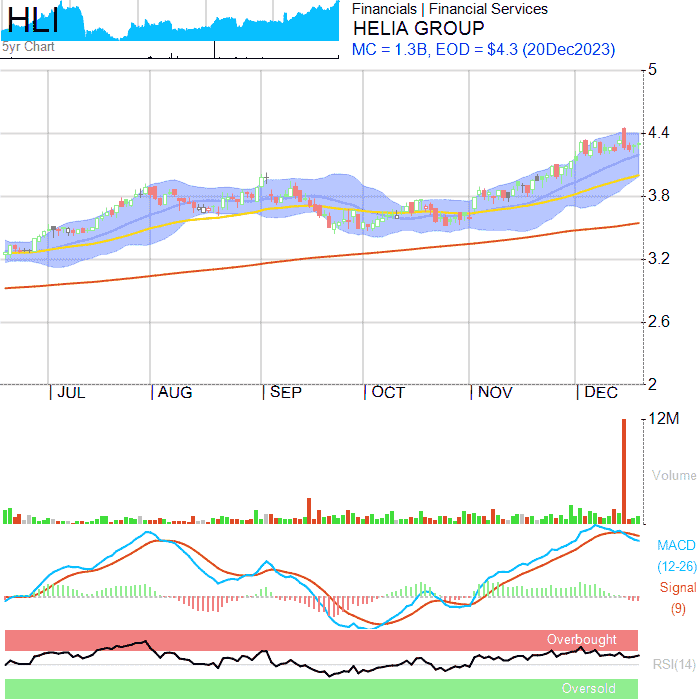 HLI
5yr Chart
Financials | Financial Services
HELIA GROUP
MC = 1.3B, EOD = $4.3 (20Dec2023)
5
4.4
3.8
3.2
2.6
2
JUL
AUG
SEP
OCT
NOV
DEC
12M
Volume
MACD
(12-26)
Signal
(9)
Overbought
RSI(14)
Oversold